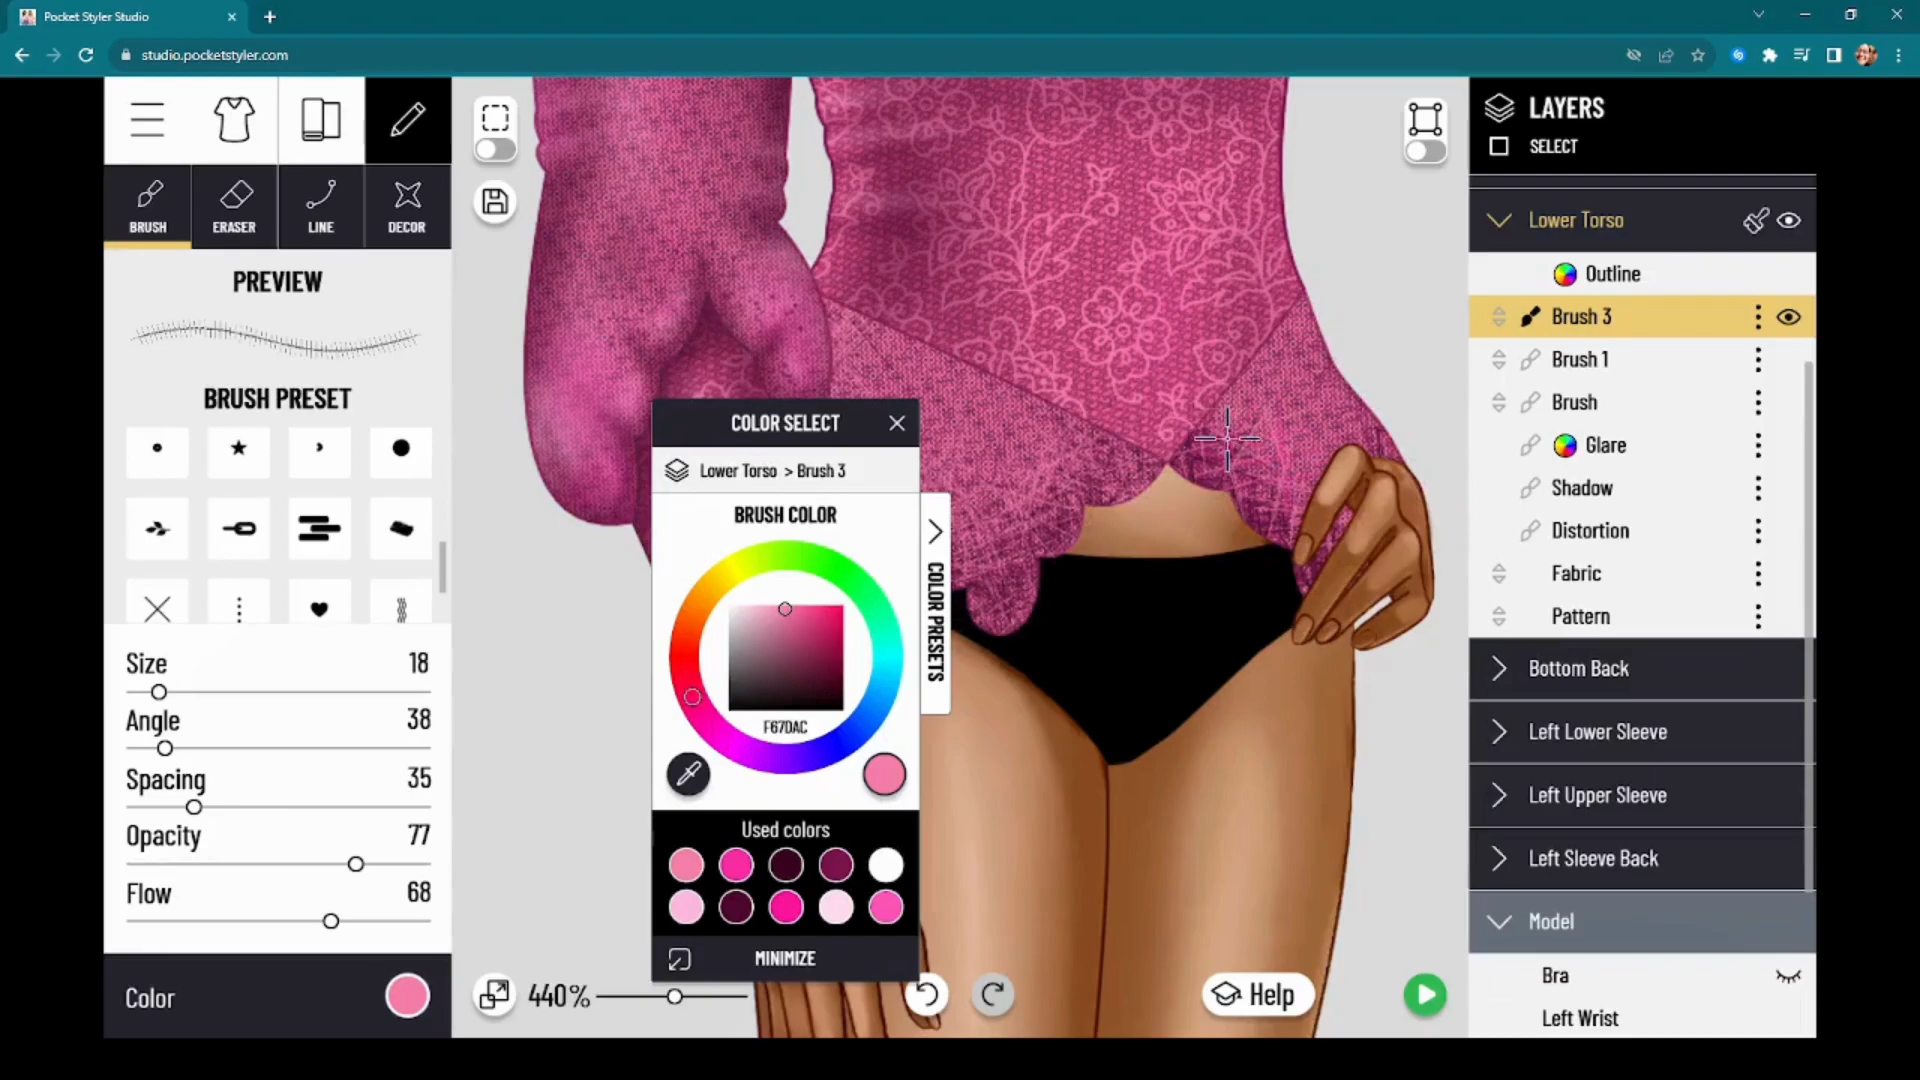 Pocket Styler Studio
studio.pocketstyler.com
BRUSH
ERASER
LINE
DECOR
PREVIEW
BRUSH PRESET
Size 18
Angle 38
Spacing 35
Opacity 77
Flow 68
Color
COLOR SELECT
Lower Torso > Brush 3
BRUSH COLOR
F67DAC
COLOR PRESETS
Used colors
MINIMIZE
440%
Help
LAYERS
SELECT
Lower Torso
Outline
Brush 3
Brush 1
Brush
Glare
Shadow
Distortion
Fabric
Pattern
Bottom Back
Left Lower Sleeve
Left Upper Sleeve
Left Sleeve Back
Model
Bra
Left Wrist